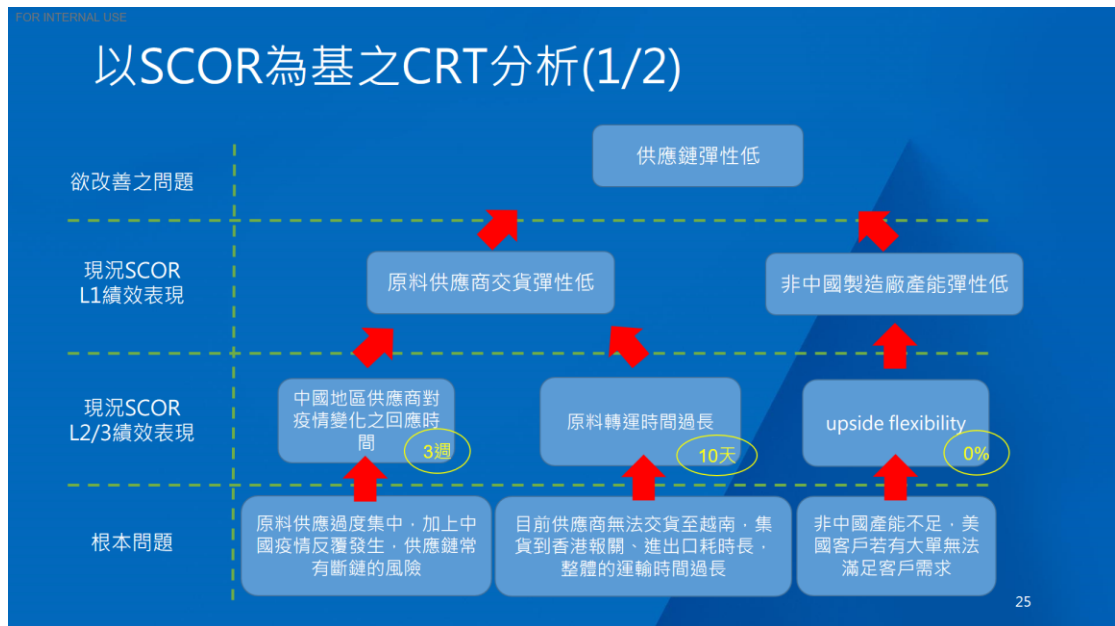 FOR INTERNAL USE
以SCOR為基之CRT分析(1/2)
欲改善之問題
供應鏈彈性低
現況SCOR
L1績效表現
原料供應商交貨彈性低
非中國製造廠產能彈性低
現況SCOR
L2/3績效表現
中國地區供應商對
疫情變化之回應時
間
3週
原料轉運時間過長
10天
upside flexibility
0%
根本問題
原料供應過度集中，加上中
國疫情反覆發生，供應鏈常
有斷鏈的風險
目前供應商無法交貨至越南，集
貨到香港報關、進出口耗時長，
整體的運輸時間過長
非中國產能不足，美
國客戶若有大單無法
滿足客戶需求
25